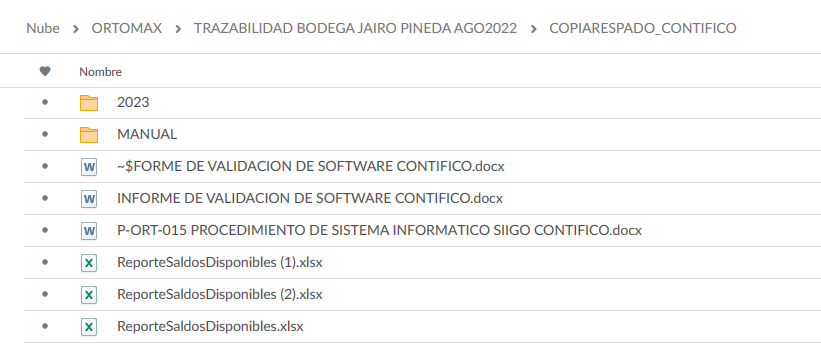 Nube > ORTOMAX > TRAZABILIDAD BODEGA JAIRO PINEDA AGO2022 > COPIARESPADO_CONTIFICO
Nombre
2023
MANUAL
~$FORME DE VALIDACION DE SOFTWARE CONTIFICO.docx
INFORME DE VALIDACION DE SOFTWARE CONTIFICO.docx
P-ORT-015 PROCEDIMIENTO DE SISTEMA INFORMATICO SIIGO CONTIFICO.docx
ReporteSaldosDisponibles (1).xlsx
ReporteSaldosDisponibles (2).xlsx
ReporteSaldosDisponibles.xlsx